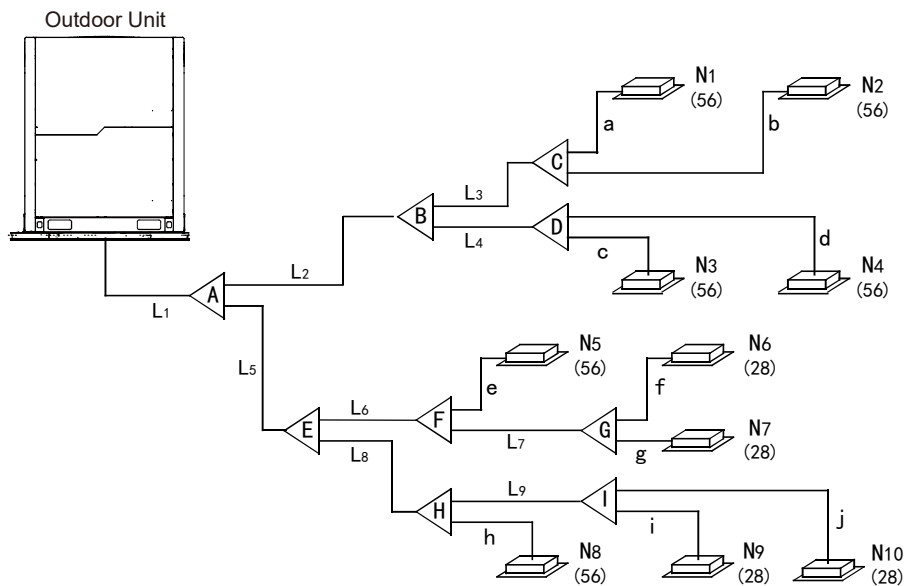 Outdoor Unit
N1
(56)
N2
(56)
a
b
C
L3
B
L4
D
c
d
N3
(56)
N4
(56)
L2
A
L1
L5
N5
(56)
N6
(28)
e
f
L6
F
E
L7
G
g
N7
(28)
L8
L9
I
H
h
i
j
N8
(56)
N9
(28)
N10
(28)